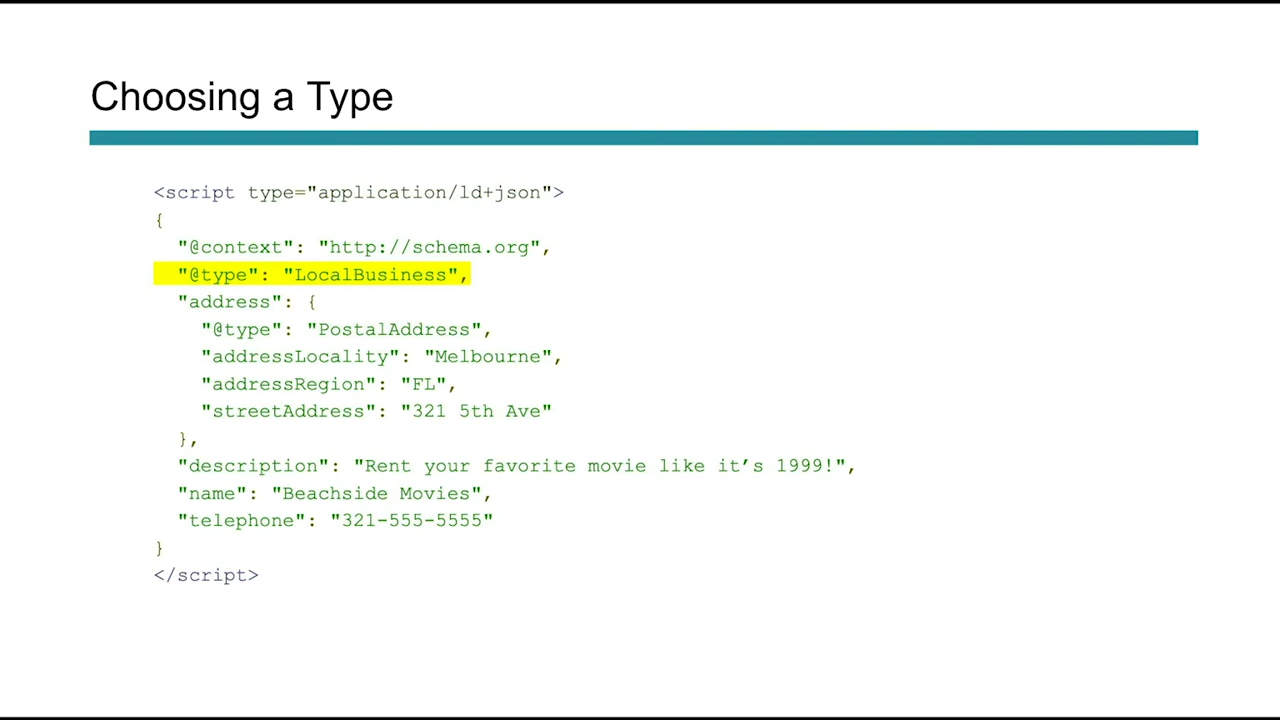 Choosing a Type
<script type="application/ld+json">
{
"@context": "http://schema.org",
"@type": "LocalBusiness",
"address": {
"@type": "PostalAddress",
"addressLocality": "Melbourne",
"addressRegion": "FL",
"streetAddress": "321 5th Ave"
},
"description": "Rent your favorite movie like it’s 1999!",
"name": "Beachside Movies",
"telephone": "321-555-5555"
}
</script>